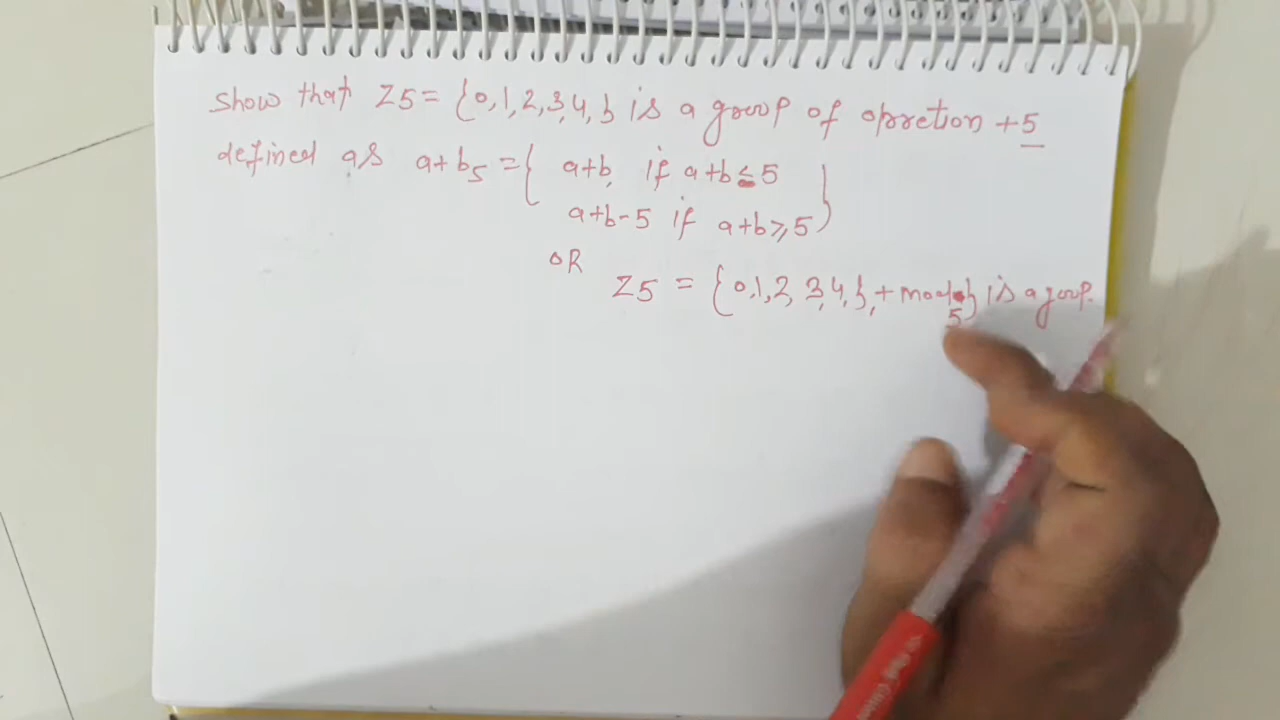 show that Z5 = {0,1,2,3,4,} is a group of opretion +5
defined as a+b5 = { a+b, if a+b≤5
a+b-5 if a+b≥,5 }
OR
Z5 = {0,1,2,3,4,},+mod 5} is a goop.